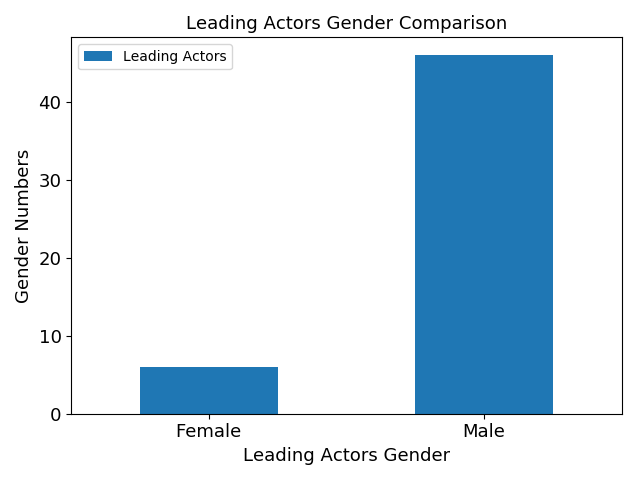 Leading Actors Gender Comparison
Leading Actors
Gender Numbers
40
30
20
10
0
Female
Male
Leading Actors Gender